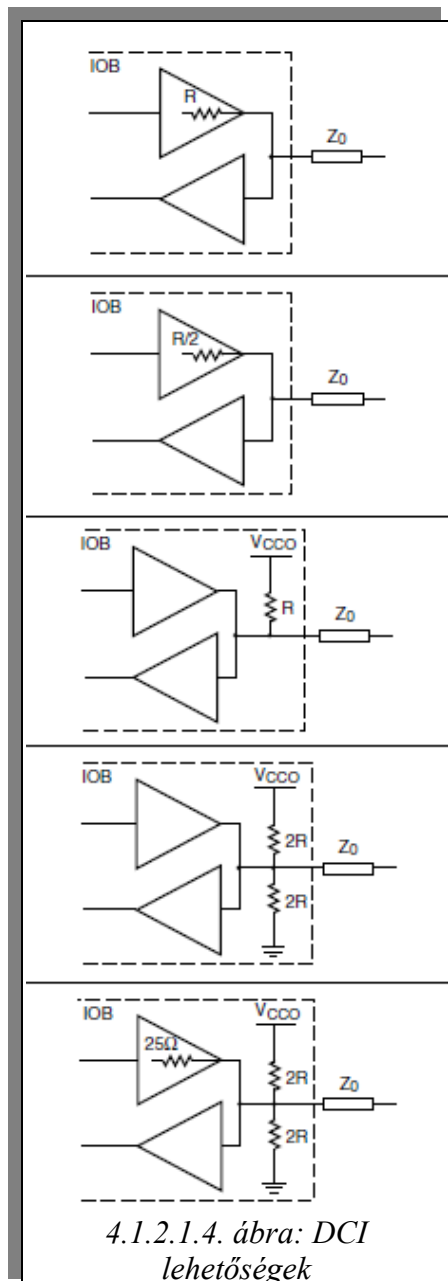 IOB
R
Z0
IOB
R/2
Z0
IOB
VCCO
R
Z0
IOB
VCCO
2R
Z0
2R
IOB
VCCO
25Ω
2R
Z0
2R
4.1.2.1.4. ábra: DCI
lehetőségek